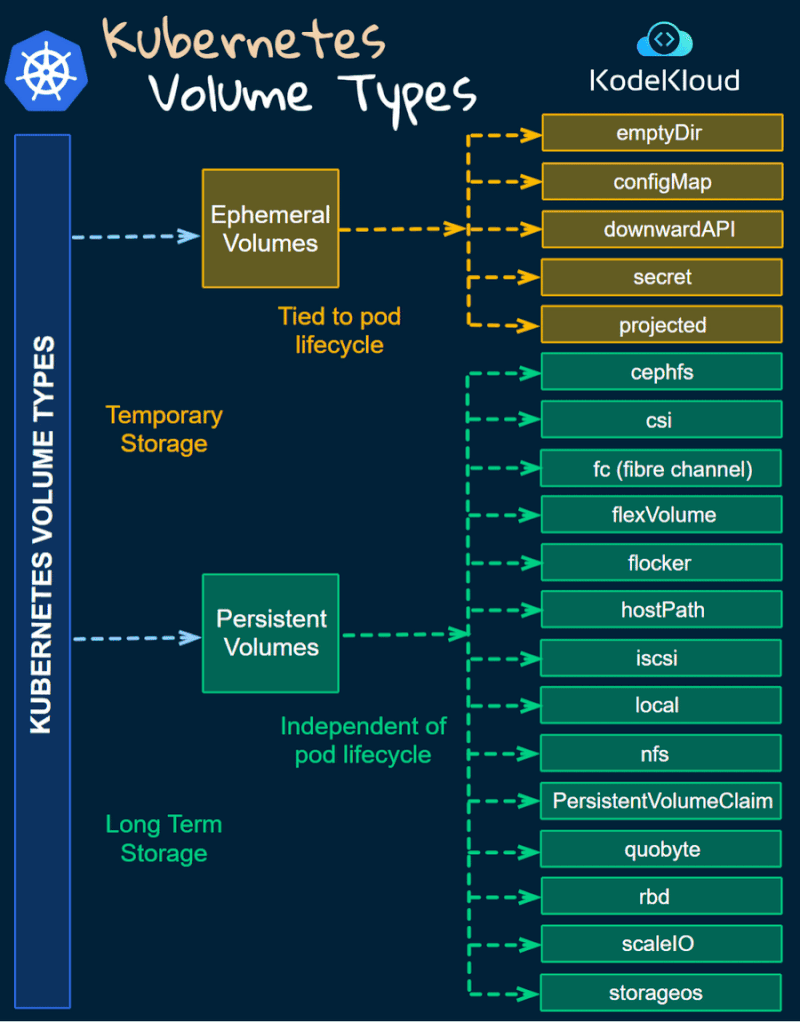 Kubernetes
Volume Types
KodeKloud
KUBERNETES VOLUME TYPES
Ephemeral
Volumes
Tied to pod
lifecycle
Temporary
Storage
emptyDir
configMap
downwardAPI
secret
projected
Persistent
Volumes
Independent of
pod lifecycle
Long Term
Storage
cephfs
csi
fc (fibre channel)
flexVolume
flocker
hostPath
iscsi
local
nfs
PersistentVolumeClaim
quobyte
rbd
scaleIO
storageos